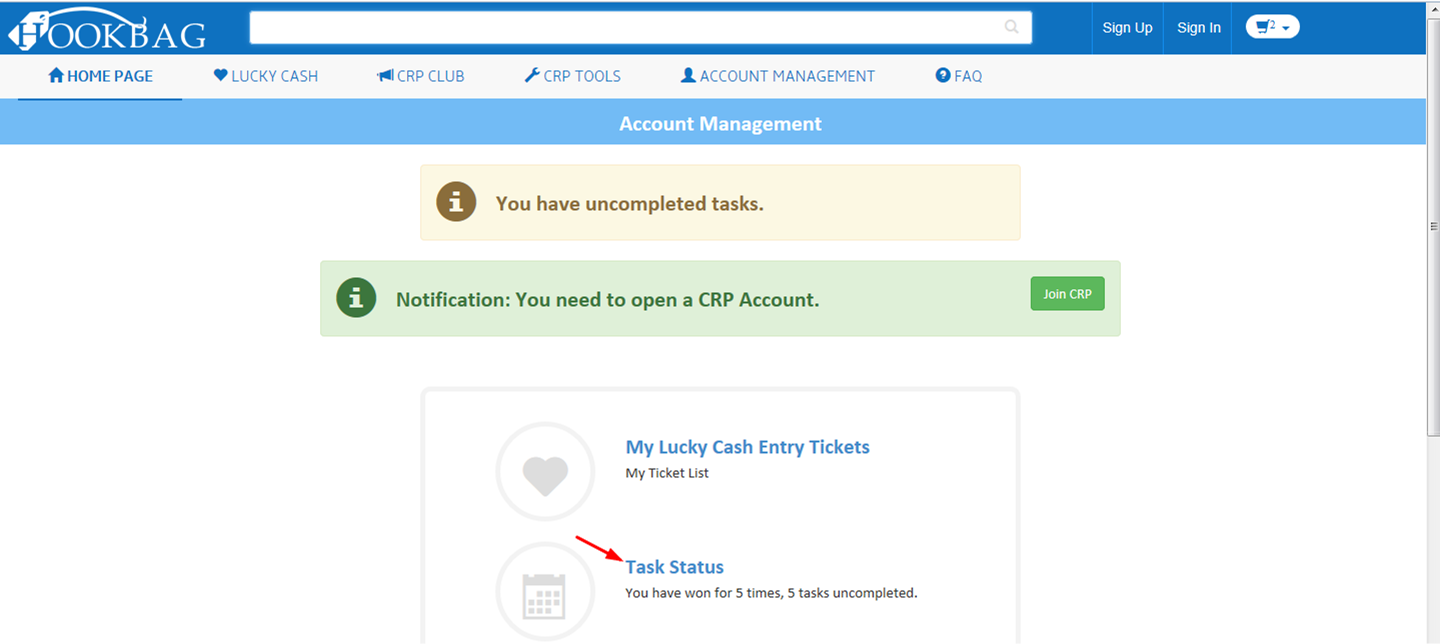 HOOKBAG
Sign Up
Sign In
2
HOME PAGE
LUCKY CASH
CRP CLUB
CRP TOOLS
ACCOUNT MANAGEMENT
FAQ
Account Management
You have uncompleted tasks.
Notification: You need to open a CRP Account.
Join CRP
My Lucky Cash Entry Tickets
My Ticket List
Task Status
You have won for 5 times, 5 tasks uncompleted.